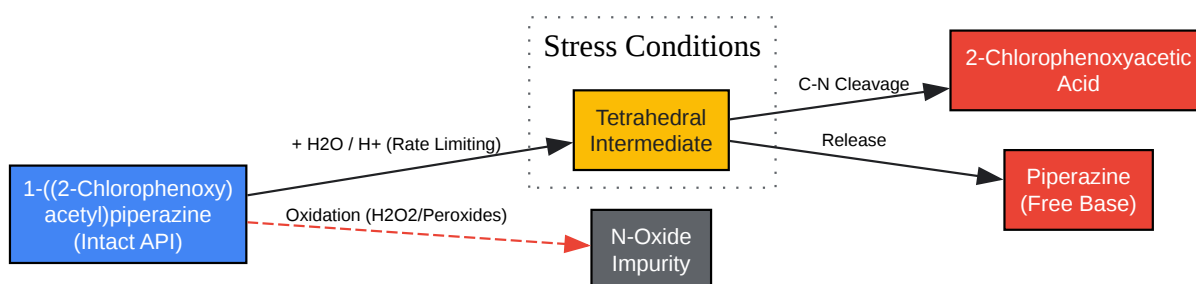 Stress Conditions
2-Chlorophenoxyacetic
Acid
C-N Cleavage
Tetrahedral
Intermediate
+ H2O / H+ (Rate Limiting)
Release
1-((2-Chlorophenoxy)
acetyl)piperazine
(Intact API)
Piperazine
(Free Base)
Oxidation (H2O2/Peroxides)
N-Oxide
Impurity